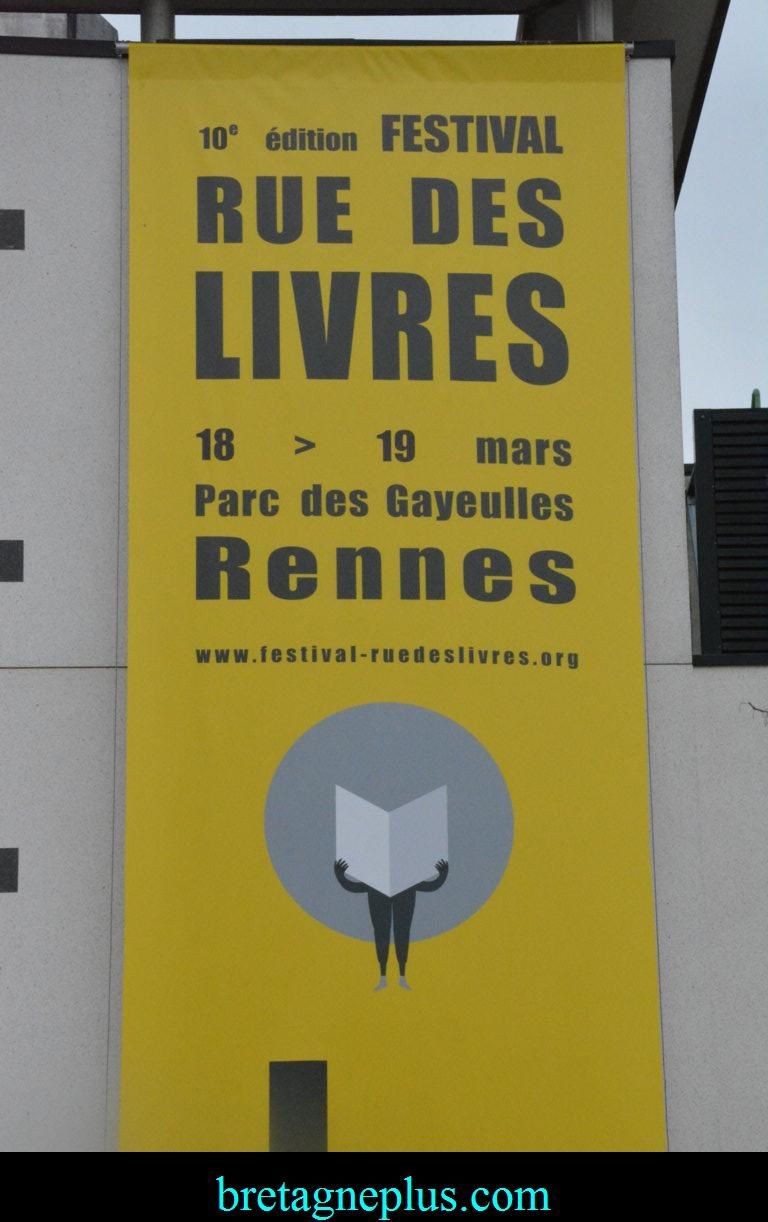 10e édition FESTIVAL
RUE DES
LIVRES
18 > 19 mars
Parc des Gayeulles
Rennes
www.festival-ruedeslivres.org
bretagneplus.com